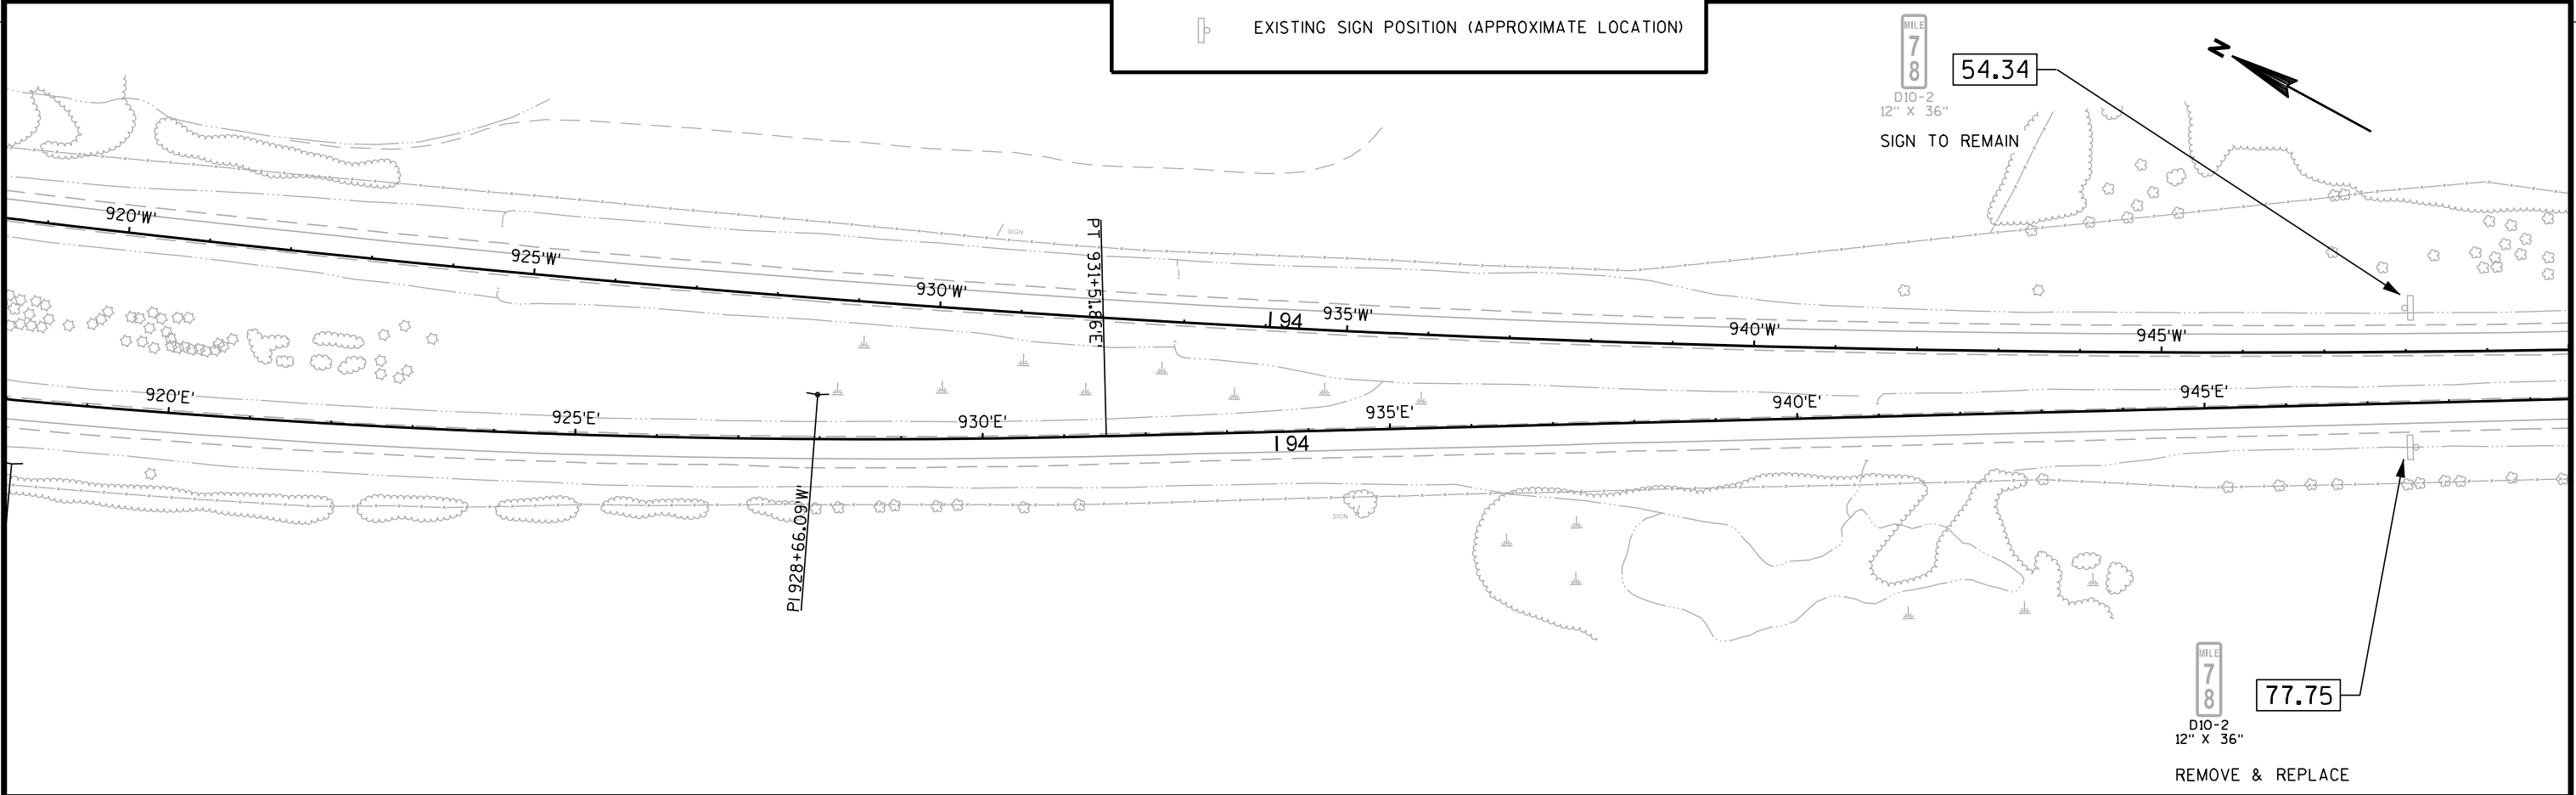 EXISTING SIGN POSITION (APPROXIMATE LOCATION)
MILE
7
8
54.34
D10-2
12" X 36"
SIGN TO REMAIN
N
920'W'
925'W'
SIGN
930'W'
PT 931+51.86'E'
I 94
935'W'
940'W'
945'W'
920'E'
925'E'
930'E'
935'E'
940'E'
945'E'
I 94
PI 928+66.09'W'
SIGN
MILE
7
8
77.75
D10-2
12" X 36"
REMOVE & REPLACE